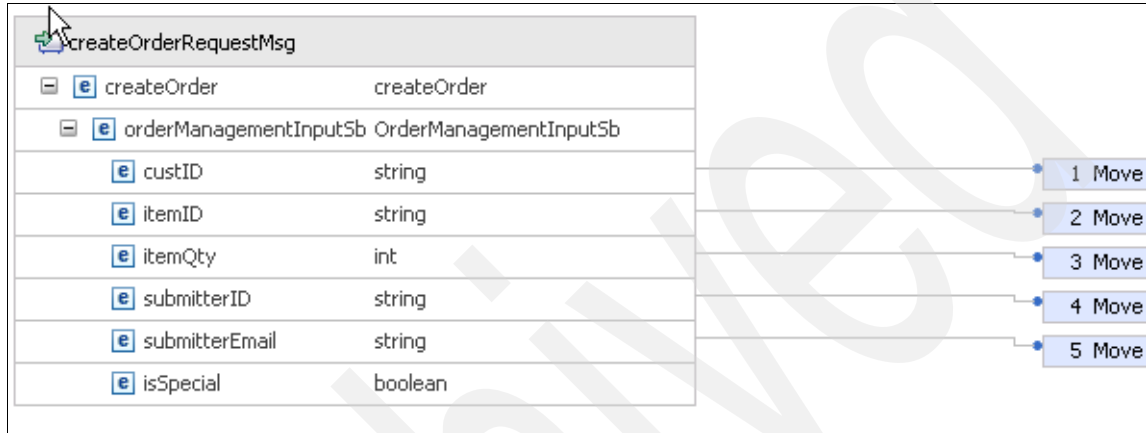 createOrderRequestMsg
createOrder createOrder
orderManagementInputSb OrderManagementInputSb
custID string 1 Move
itemID string 2 Move
itemQty int 3 Move
submitterID string 4 Move
submitterEmail string 5 Move
isSpecial boolean